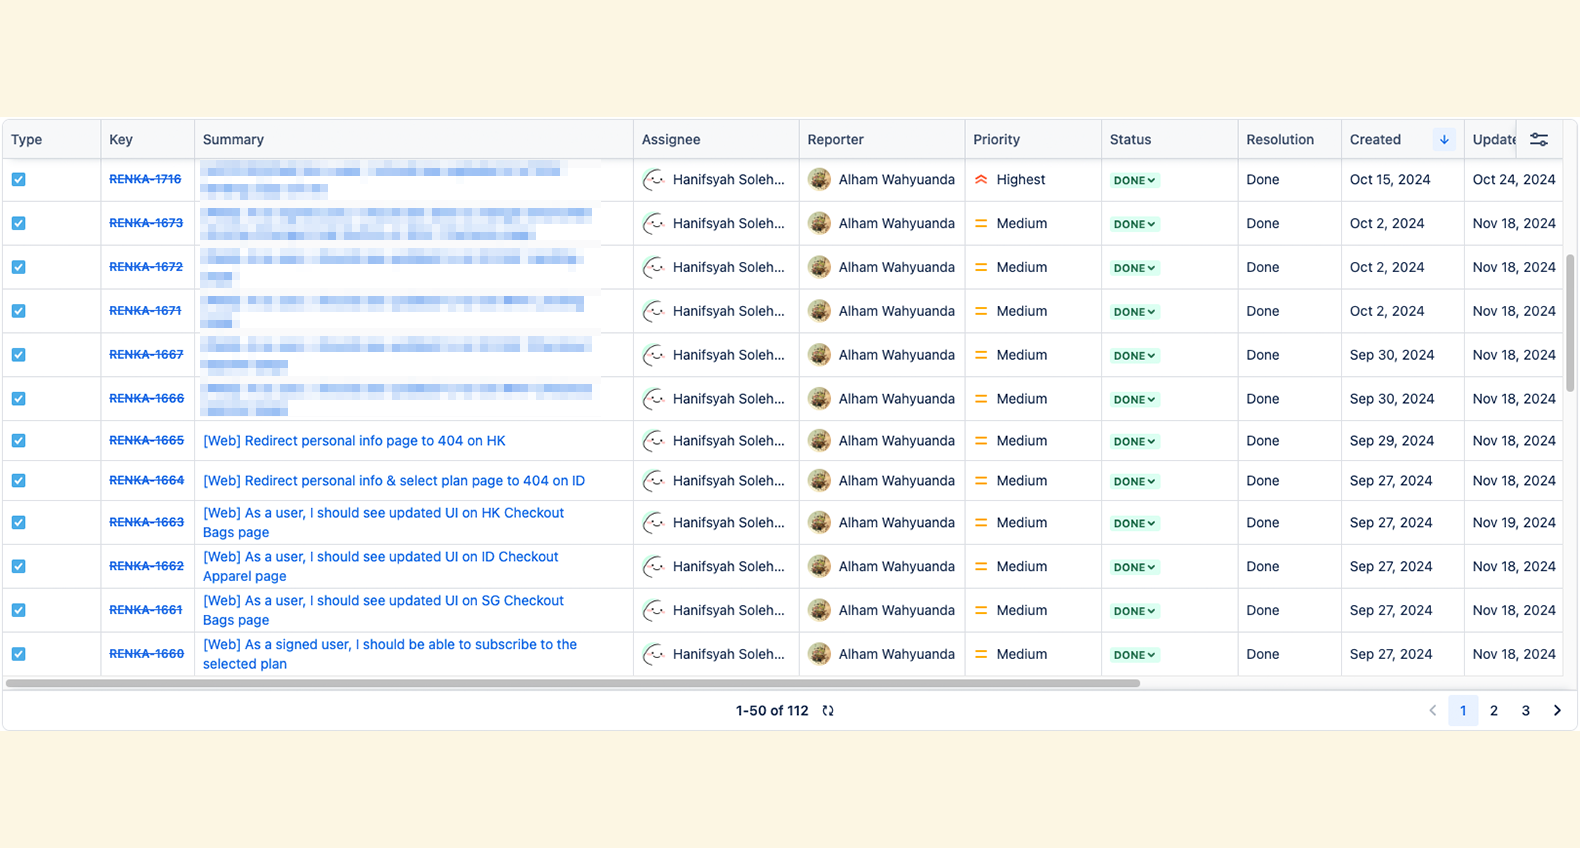 Type Key Summary Assignee Reporter Priority Status Resolution Created Update
RENKA-1716 Hanifsyah Soleh... Alham Wahyuanda Highest DONE Done Oct 15, 2024 Oct 24, 2024
RENKA-1673 Hanifsyah Soleh... Alham Wahyuanda Medium DONE Done Oct 2, 2024 Nov 18, 2024
RENKA-1672 Hanifsyah Soleh... Alham Wahyuanda Medium DONE Done Oct 2, 2024 Nov 18, 2024
RENKA-1671 Hanifsyah Soleh... Alham Wahyuanda Medium DONE Done Oct 2, 2024 Nov 18, 2024
RENKA-1667 Hanifsyah Soleh... Alham Wahyuanda Medium DONE Done Sep 30, 2024 Nov 18, 2024
RENKA-1666 Hanifsyah Soleh... Alham Wahyuanda Medium DONE Done Sep 30, 2024 Nov 18, 2024
RENKA-1665 [Web] Redirect personal info page to 404 on HK Hanifsyah Soleh... Alham Wahyuanda Medium DONE Done Sep 29, 2024 Nov 18, 2024
RENKA-1664 [Web] Redirect personal info & select plan page to 404 on ID Hanifsyah Soleh... Alham Wahyuanda Medium DONE Done Sep 27, 2024 Nov 18, 2024
[Web] As a user, I should see updated UI on HK Checkout
RENKA-1663 Hanifsyah Soleh... Alham Wahyuanda Medium DONE Done Sep 27, 2024 Nov 19, 2024
Bags page
[Web] As a user, I should see updated UI on ID Checkout
RENKA-1662 Hanifsyah Soleh... Alham Wahyuanda Medium DONE Done Sep 27, 2024 Nov 18, 2024
Apparel page
[Web] As a user, I should see updated UI on SG Checkout
RENKA-1661 Hanifsyah Soleh... Alham Wahyuanda Medium DONE Done Sep 27, 2024 Nov 18, 2024
Bags page
[Web] As a signed user, I should be able to subscribe to the
RENKA-1660 Hanifsyah Soleh... Alham Wahyuanda Medium DONE Done Sep 27, 2024 Nov 18, 2024
selected plan
1-50 of 112 1 2 3